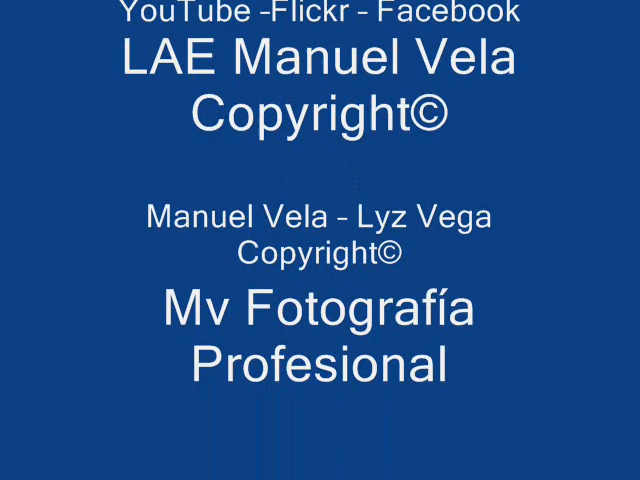 YouTube –Flickr – Facebook
LAE Manuel Vela
Copyright©
Manuel Vela – Lyz Vega
Copyright©
Mv Fotografía
Profesional